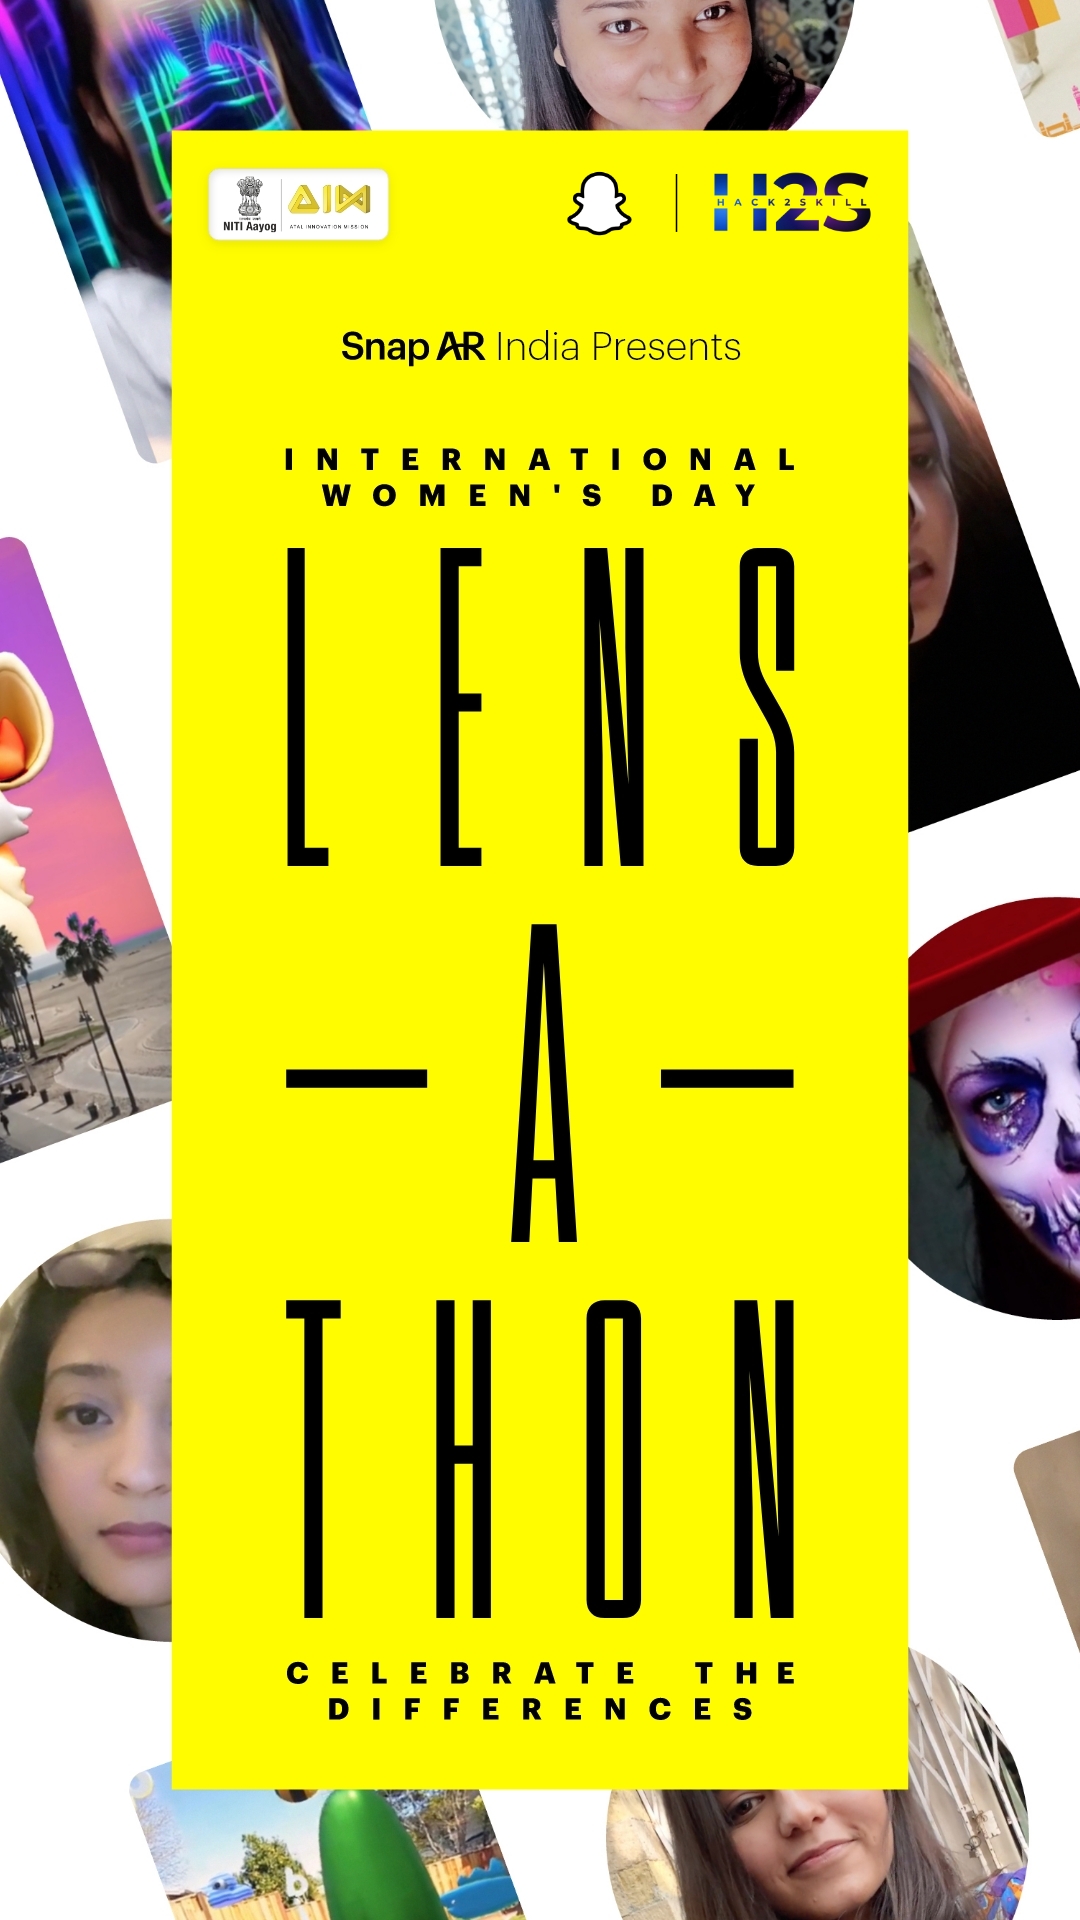 NITI Aayog
AIM
ATAL INNOVATION MISSION
H2S
HACK2SKILL
Snap AR India Presents
INTERNATIONAL
WOMEN'S DAY
LENS
—A—
THON
CELEBRATE THE
DIFFERENCES
b